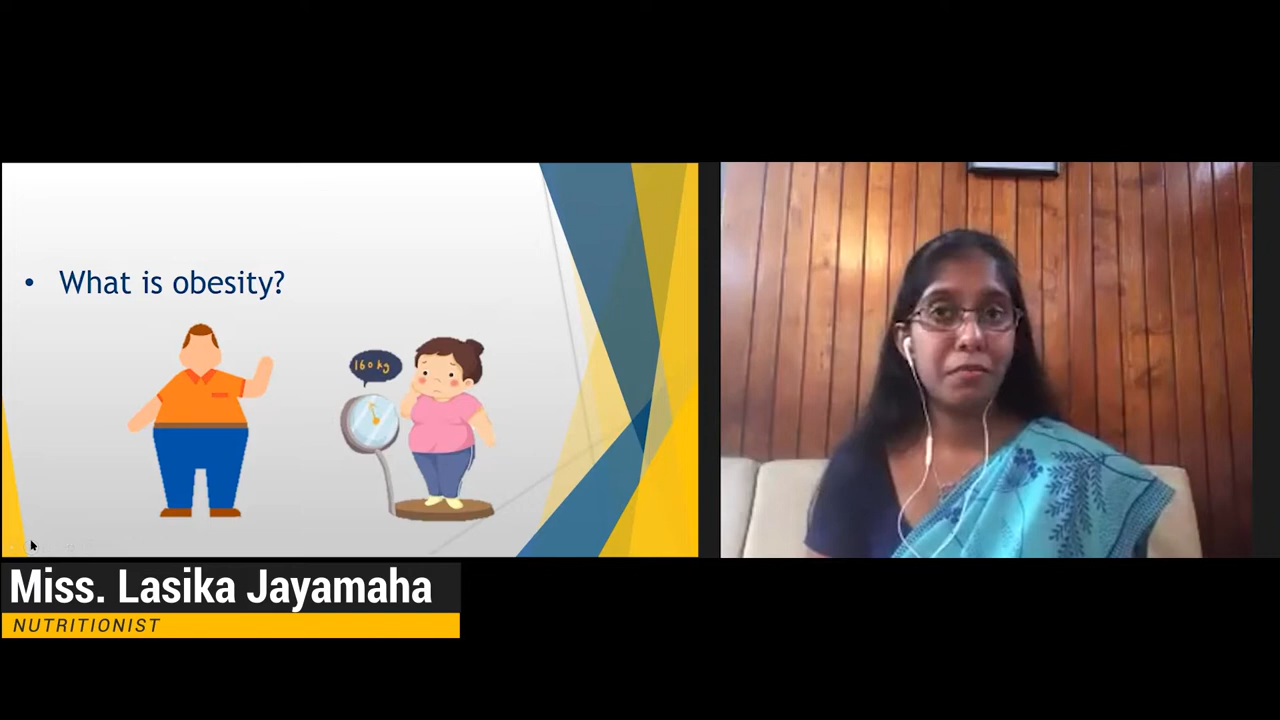 • What is obesity?
160 kg
Miss. Lasika Jayamaha
NUTRITIONIST